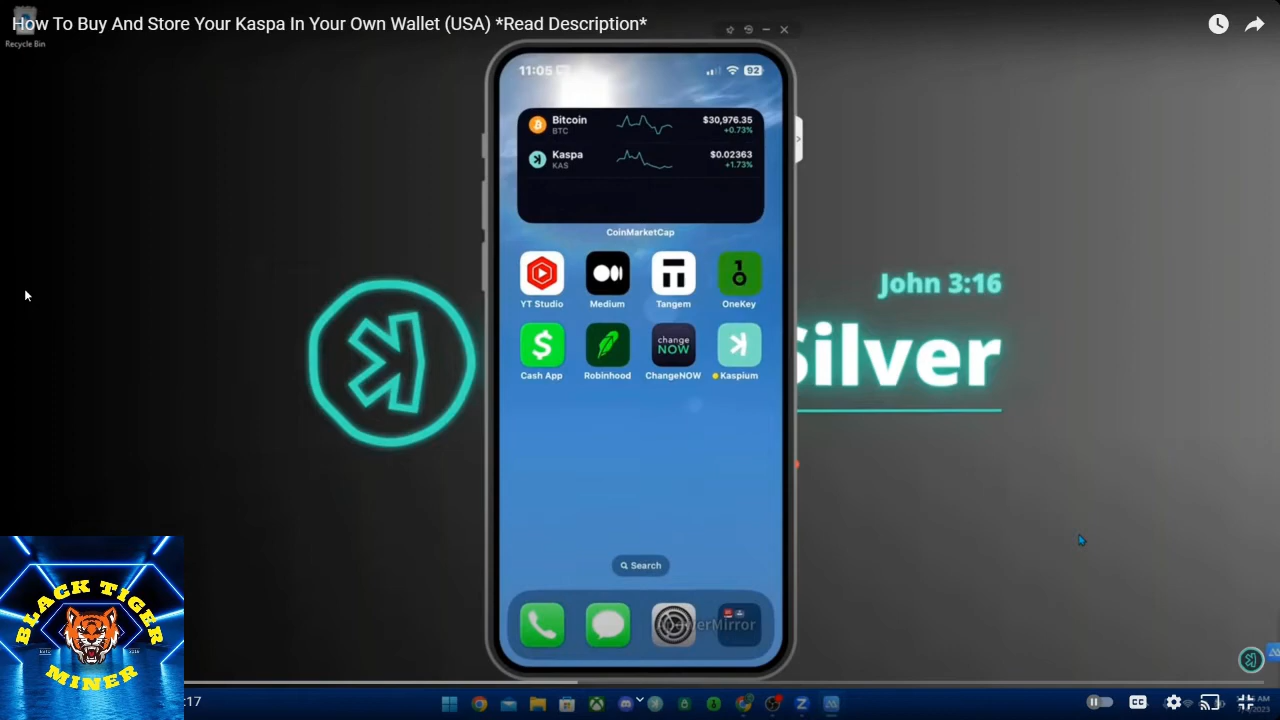 How To Buy And Store Your Kaspa In Your Own Wallet (USA) *Read Description*
Recycle Bin
11:05
92
Bitcoin
BTC
$30,976.35
+0.73%
Kaspa
KAS
$0.02363
+1.73%
CoinMarketCap
YT Studio
Medium
Tangem
OneKey
Cash App
Robinhood
change
NOW
ChangeNOW
Kaspium
John 3:16
Silver
Search
ApowerMirror
BLACK TIGER
MINER
:17
CC